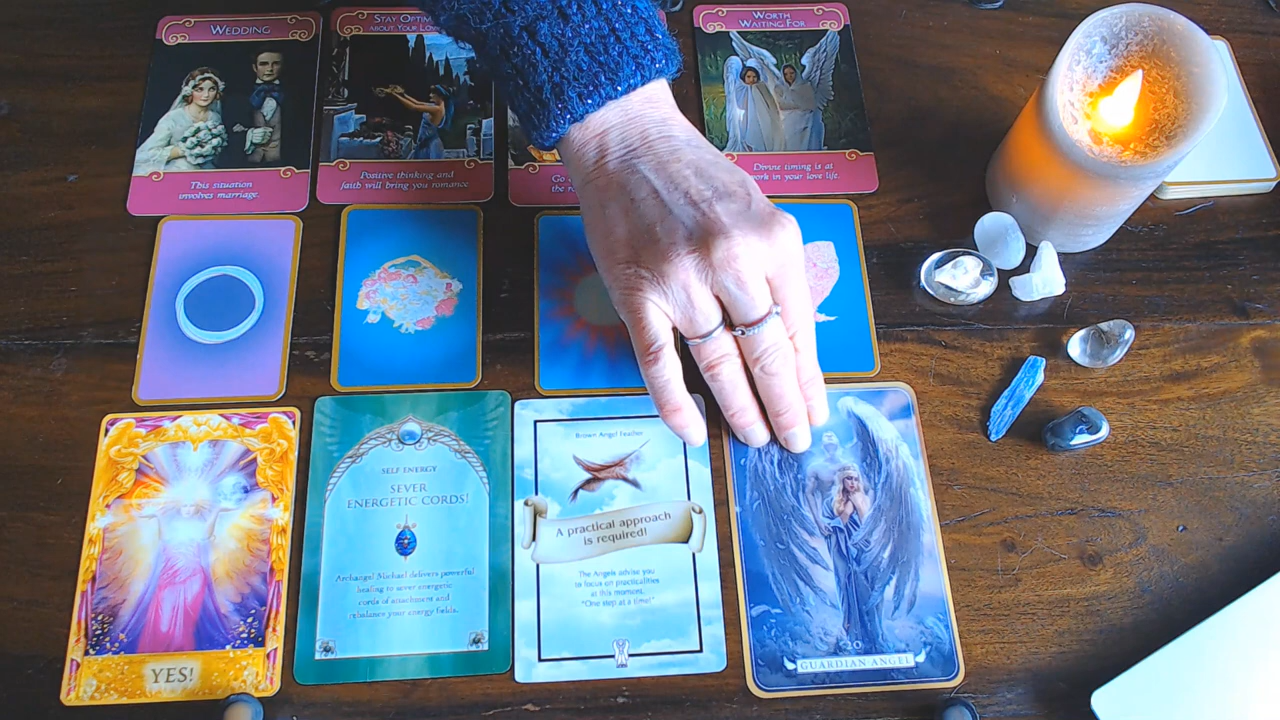 WEDDING
This situation
involves marriage.
STAY OPTIM
ABOUT YOUR LOV
Positive thinking and
faith will bring you romance
Go
the r
WORTH
WAITING FOR
Divine timing is at
work in your love life.
YES!
SELF ENERGY
SEVER
ENERGETIC CORDS!
Archangel Michael delivers powerful
healing to sever energetic
cords of attachment and
rebalance your energy fields.
Brown Angel Feather
A practical approach
is required!
The Angels advise you
to focus on practicalities
at this moment.
"One step at a time!"
20
GUARDIAN ANGEL